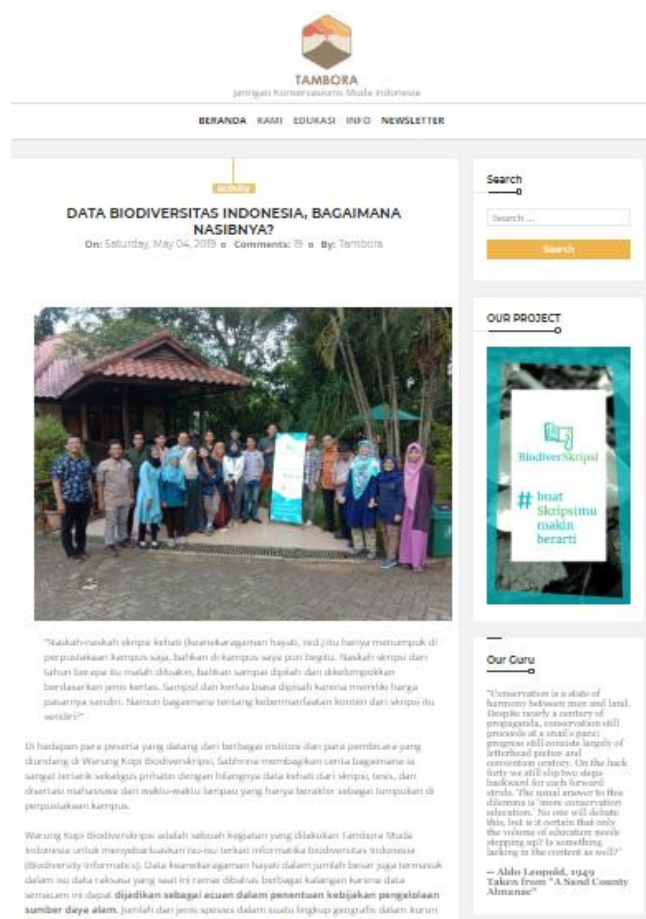 TAMBORA
Jaringan Konservasionis Muda Indonesia
BERANDA KAMI EDUKASI INFO NEWSLETTER
activity
DATA BIODIVERSITAS INDONESIA, BAGAIMANA
NASIBNYA?
On: Saturday, May 04, 2019 Comments: 19 By: Tambora
"Naskah-naskah skripsi kehati (keanekaragaman hayati, red.) itu hanya menumpuk di
perpustakaan kampus saja, bahkan di kampus saya pun begitu. Naskah skripsi dari
tahun berapa itu malah diloakin, bahkan sampai dipilah dan dikelompokkan
berdasarkan jenis kertas. Sampul dan kertas biasa dipisah karena memiliki harga
pasarnya sendiri. Namun bagaimana tentang kebermanfaatan konten dari skripsi itu
sendiri?"
Di hadapan para peserta yang datang dari berbagai institusi dan para pembicara yang
diundang di Warung Kopi Biodiverskripsi, Sabhrina membagikan cerita bagaimana ia
sangat tertarik sekaligus prihatin dengan hilangnya data kehati dari skripsi, tesis, dan
disertasi mahasiswa dari waktu-waktu lampau yang hanya berakhir sebagai tumpukan di
perpustakaan kampus.
Warung Kopi Biodiverskripsi adalah sebuah kegiatan yang dilakukan Tambora Muda
Indonesia untuk menyebarluaskan isu-isu terkait informatika biodiversitas Indonesia
(Biodiversity Informatics). Data keanekaragaman hayati dalam jumlah besar juga termasuk
dalam isu data raksasa yang saat ini ramai dibahas berbagai kalangan karena data
semacam ini dapat dijadikan sebagai acuan dalam penentuan kebijakan pengelolaan
sumber daya alam. Jumlah dan jenis spesies dalam suatu lingkup geografis dalam kurun
Search
Search ...
Search
OUR PROJECT
BiodiverSkripsi
# buat
Skripsimu
makin
berarti
Our Guru
"Conservation is a state of
harmony between men and land.
Despite nearly a century of
propaganda, conservation still
proceeds at a snail's pace;
progress still consists largely of
letterhead pieties and
convention oratory. On the back
forty we still slip two steps
backward for each forward
stride. The usual answer to this
dilemma is 'more conservation
education.' No one will debate
this, but is it certain that only
the volume of education needs
stepping up? Is something
lacking in the content as well?"
-- Aldo Leopold, 1949
Taken from "A Sand County
Almanac"